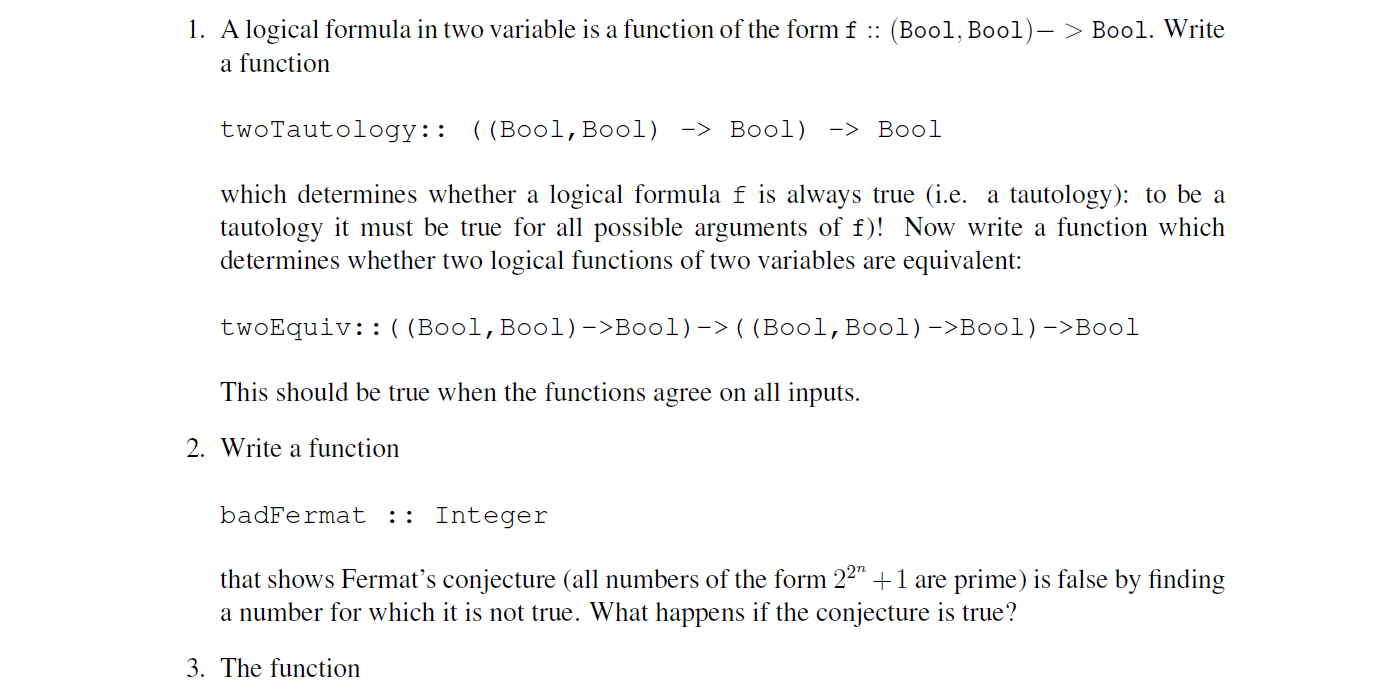 1. A logical formula in two variable is a function of the form f :: (Bool, Bool)− > Bool. Write
a function
twoTautology:: ((Bool,Bool) -> Bool) -> Bool
which determines whether a logical formula f is always true (i.e. a tautology): to be a
tautology it must be true for all possible arguments of f)! Now write a function which
determines whether two logical functions of two variables are equivalent:
twoEquiv::((Bool,Bool)->Bool)->((Bool,Bool)->Bool)->Bool
This should be true when the functions agree on all inputs.
2. Write a function
badFermat :: Integer
that shows Fermat's conjecture (all numbers of the form 2^{2^n} + 1 are prime) is false by finding
a number for which it is not true. What happens if the conjecture is true?
3. The function